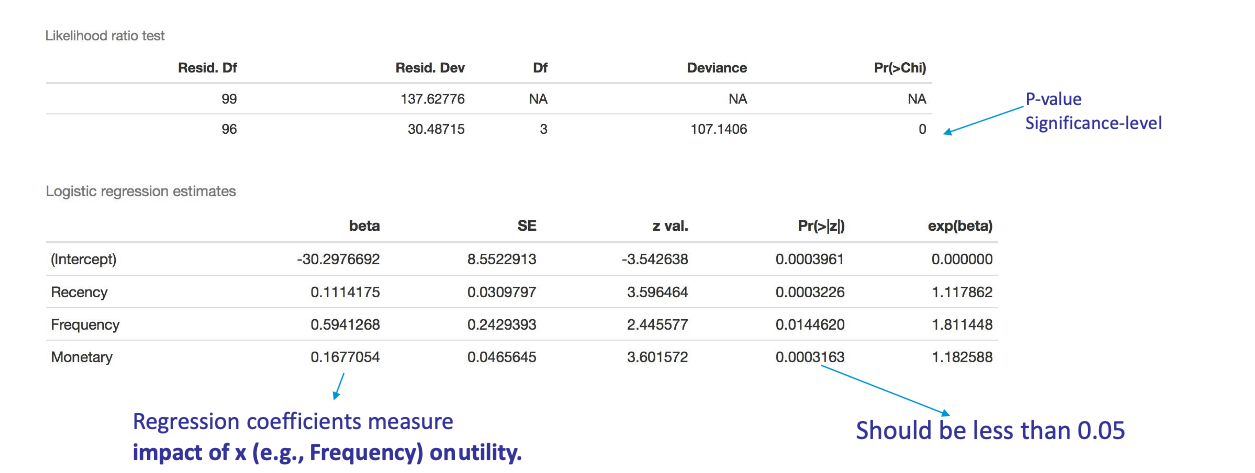 Likelihood ratio test
Resid. Df Resid. Dev Df Deviance Pr(>Chi)
99 137.62776 NA NA NA
96 30.48715 3 107.1406 0
P-value
Significance-level
Logistic regression estimates
beta SE z val. Pr(>|z|) exp(beta)
(Intercept) -30.2976692 8.5522913 -3.542638 0.0003961 0.000000
Recency 0.1114175 0.0309797 3.596464 0.0003226 1.117862
Frequency 0.5941268 0.2429393 2.445577 0.0144620 1.811448
Monetary 0.1677054 0.0465645 3.601572 0.0003163 1.182588
Regression coefficients measure
impact of x (e.g., Frequency) on utility.
Should be less than 0.05